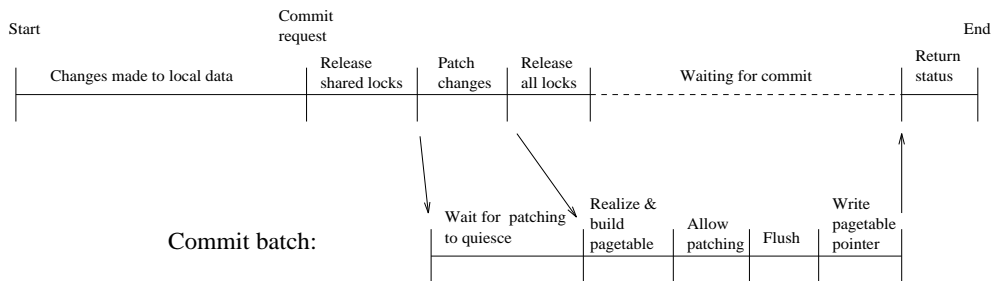 Start
Commit
request
End
Changes made to local data
Release
shared locks
Patch
changes
Release
all locks
Waiting for commit
Return
status
Commit batch:
Wait for patching
to quiesce
Realize &
build
pagetable
Allow
patching
Flush
Write
pagetable
pointer